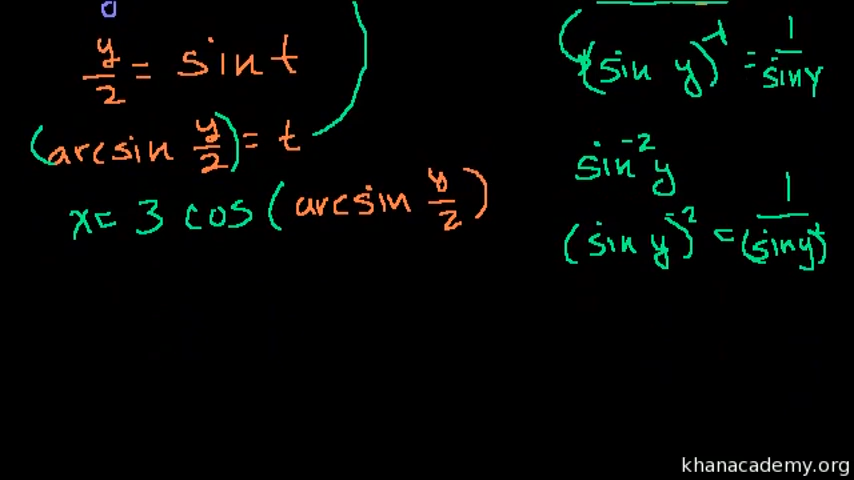 y/2 = sin t
(arcsin y/2) = t
x = 3 cos (arcsin y/2)
(sin y)^-1 = 1/sin y
sin^-2 y
(sin y)^-2 = 1/(sin y)^2
khanacademy.org